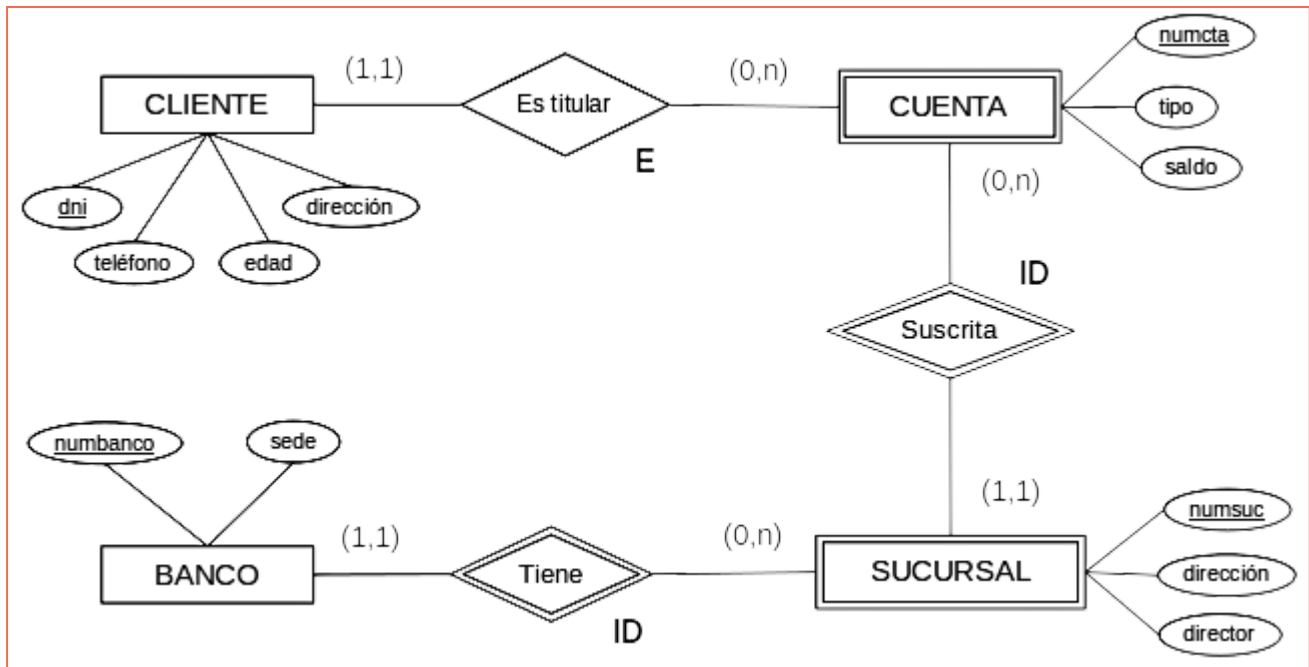 numcta
(1,1)
(0,n)
CLIENTE
Es titular
CUENTA
tipo
E
saldo
(0,n)
dni
dirección
teléfono
edad
ID
Suscrita
numbanco
sede
(1,1)
numsuc
(1,1)
(0,n)
BANCO
Tiene
SUCURSAL
dirección
ID
director